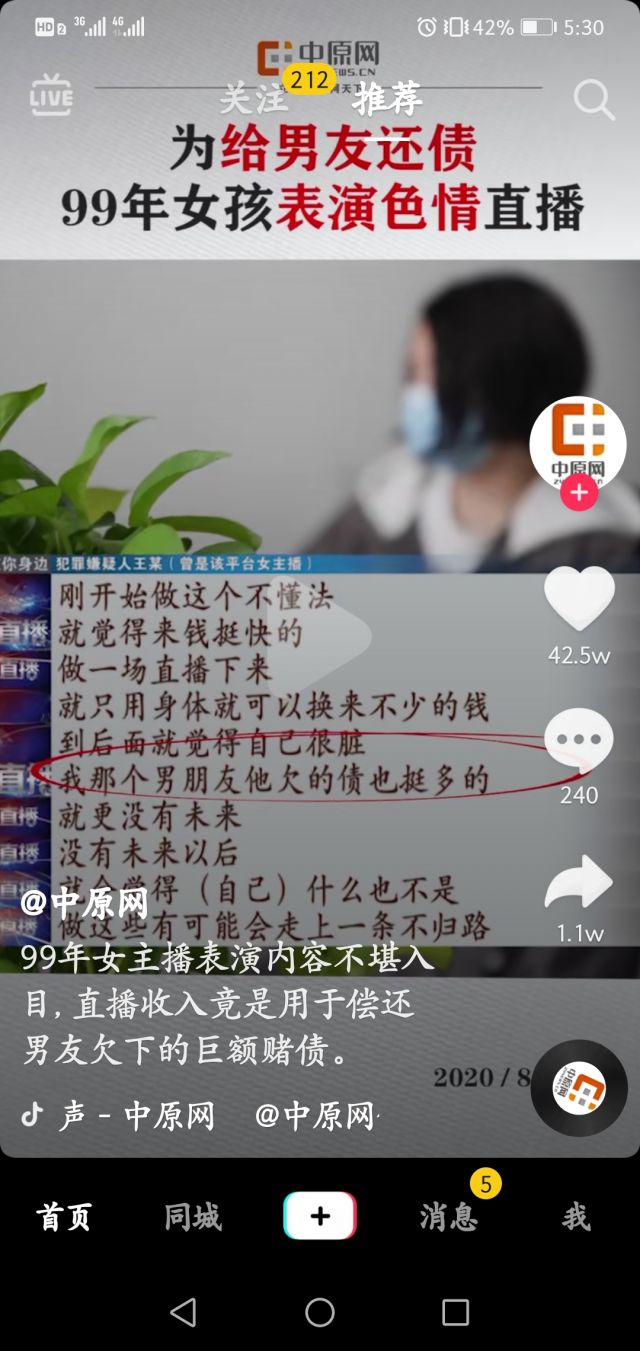 HD 2 3G 4G 42% 5:30
中原网
LIVE
关注 212 推荐
为给男友还债
99年女孩表演色情直播
中原网
你身边 犯罪嫌疑人王某（曾是该平台女主播）
刚开始做这个不懂法
就觉得来钱挺快的
做一场直播下来
就只用身体就可以换来不少的钱
到后面就觉得自己很脏
我那个男朋友他欠的债也挺多的
就更没有未来
没有未来以后
就会觉得（自己）什么也不是
做这些有可能会走上一条不归路
直播
直播
直播
直播
直播
直播
42.5w
240
1.1w
@中原网
99年女主播表演内容不堪入
目,直播收入竟是用于偿还
男友欠下的巨额赌债。
2020 / 8
声 - 中原网 @中原网
首页 同城 + 消息 5 我